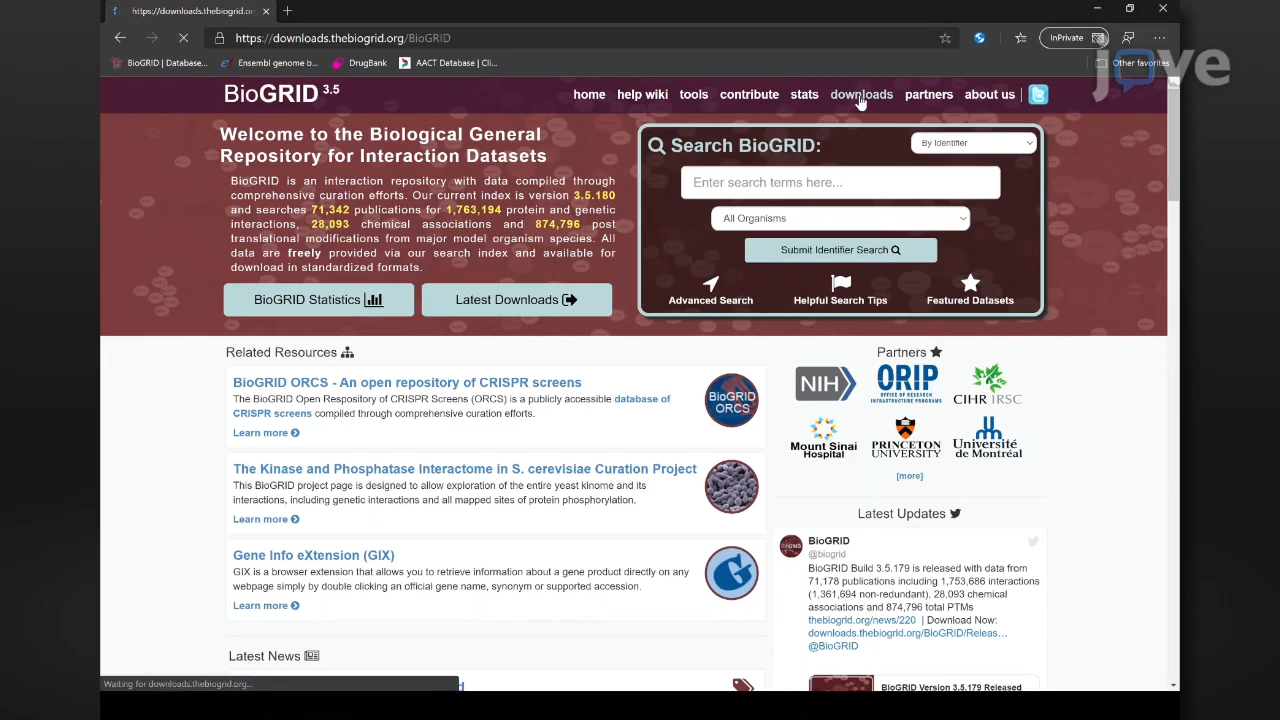 https://downloads.thebiogrid.or
https://downloads.thebiogrid.org/BioGRID
InPrivate
BioGRID | Database...
Ensembl genome b...
DrugBank
AACT Database | Cli...
Other favorites
jove
BioGRID 3.5
home
help wiki
tools
contribute
stats
downloads
partners
about us
Welcome to the Biological General
Repository for Interaction Datasets
BioGRID is an interaction repository with data compiled through
comprehensive curation efforts. Our current index is version 3.5.180
and searches 71,342 publications for 1,763,194 protein and genetic
interactions, 28,093 chemical associations and 874,796 post
translational modifications from major model organism species. All
data are freely provided via our search index and available for
download in standardized formats.
BioGRID Statistics
Latest Downloads
Search BioGRID:
By Identifier
Enter search terms here...
All Organisms
Submit Identifier Search
Advanced Search
Helpful Search Tips
Featured Datasets
Related Resources
BioGRID ORCS - An open repository of CRISPR screens
The BioGRID Open Respository of CRISPR Screens (ORCS) is a publicly accessible database of
CRISPR screens compiled through comprehensive curation efforts.
Learn more
BioGRID
ORCS
The Kinase and Phosphatase Interactome in S. cerevisiae Curation Project
This BioGRID project page is designed to allow exploration of the entire yeast kinome and its
interactions, including genetic interactions and all mapped sites of protein phosphorylation.
Learn more
Gene Info eXtension (GIX)
GIX is a browser extension that allows you to retrieve information about a gene product directly on any
webpage simply by double clicking an official gene name, synonym or supported accession.
Learn more
Latest News
Partners
NIH
ORIP
OFFICE OF RESEARCH
INFRASTRUCTURE PROGRAMS
CIHR IRSC
Mount Sinai
Hospital
PRINCETON
UNIVERSITY
Université
de Montréal
[more]
Latest Updates
BioGRID
@biogrid
BioGRID Build 3.5.179 is released with data from
71,178 publications including 1,753,686 interactions
(1,361,694 non-redundant), 28,093 chemical
associations and 874,796 total PTMs
thebiogrid.org/news/220 | Download Now:
downloads.thebiogrid.org/BioGRID/Releas…
@BioGRID
BioGRID Version 3.5.179 Released
Waiting for downloads.thebiogrid.org...